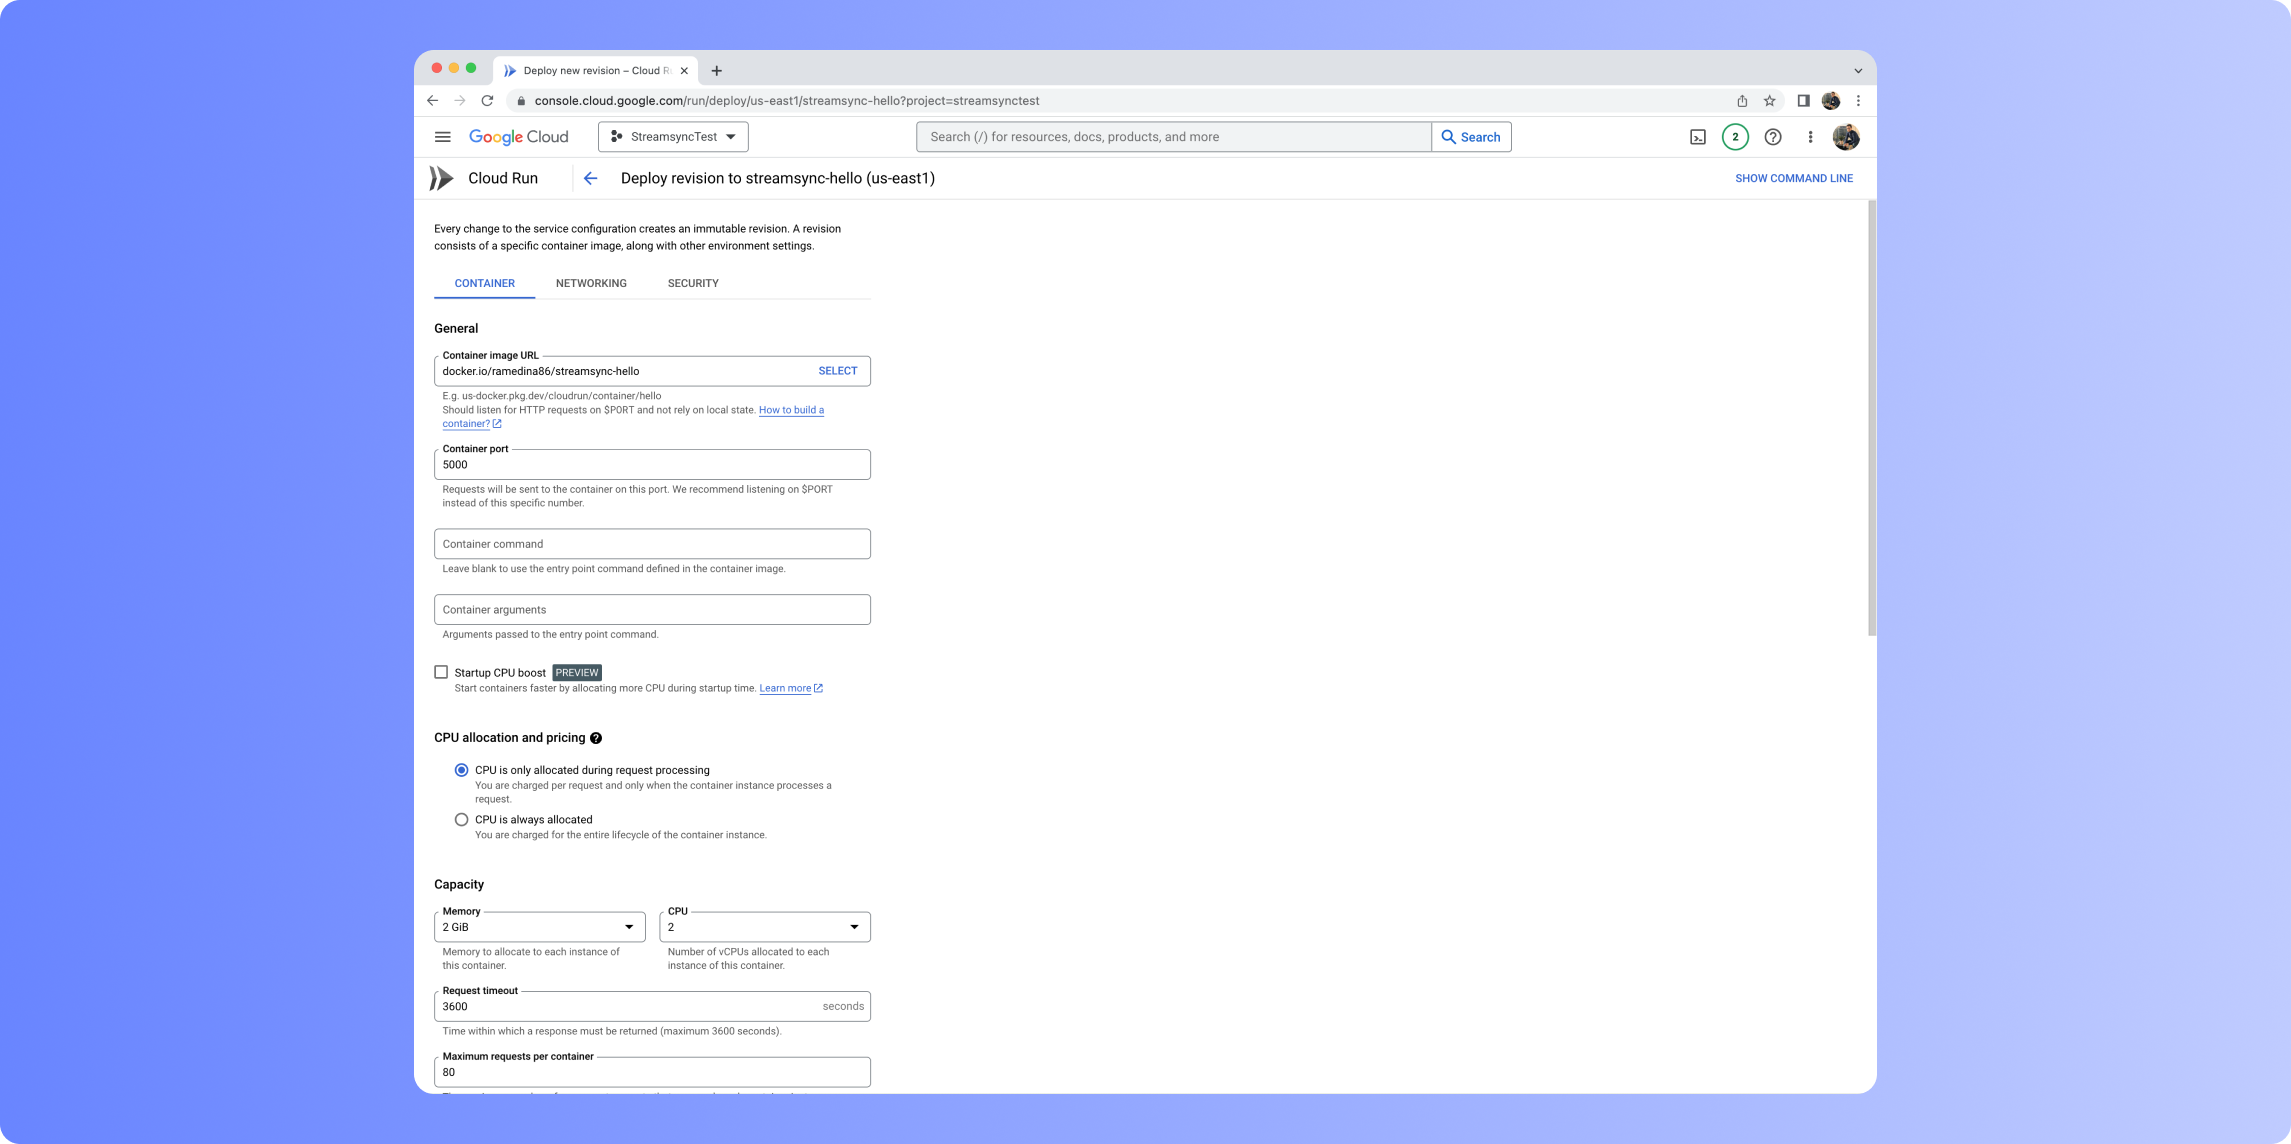 Deploy new revision – Cloud R
console.cloud.google.com/run/deploy/us-east1/streamsync-hello?project=streamsynctest
Google Cloud
StreamsyncTest
Search (/) for resources, docs, products, and more
Search
2
Cloud Run
Deploy revision to streamsync-hello (us-east1)
SHOW COMMAND LINE
Every change to the service configuration creates an immutable revision. A revision
consists of a specific container image, along with other environment settings.
CONTAINER
NETWORKING
SECURITY
General
Container image URL
docker.io/ramedina86/streamsync-hello
SELECT
E.g. us-docker.pkg.dev/cloudrun/container/hello
Should listen for HTTP requests on $PORT and not rely on local state. How to build a
container?
Container port
5000
Requests will be sent to the container on this port. We recommend listening on $PORT
instead of this specific number.
Container command
Leave blank to use the entry point command defined in the container image.
Container arguments
Arguments passed to the entry point command.
Startup CPU boost PREVIEW
Start containers faster by allocating more CPU during startup time. Learn more
CPU allocation and pricing
CPU is only allocated during request processing
You are charged per request and only when the container instance processes a
request.
CPU is always allocated
You are charged for the entire lifecycle of the container instance.
Capacity
Memory
2 GiB
Memory to allocate to each instance of
this container.
CPU
2
Number of vCPUs allocated to each
instance of this container.
Request timeout
3600
seconds
Time within which a response must be returned (maximum 3600 seconds).
Maximum requests per container
80